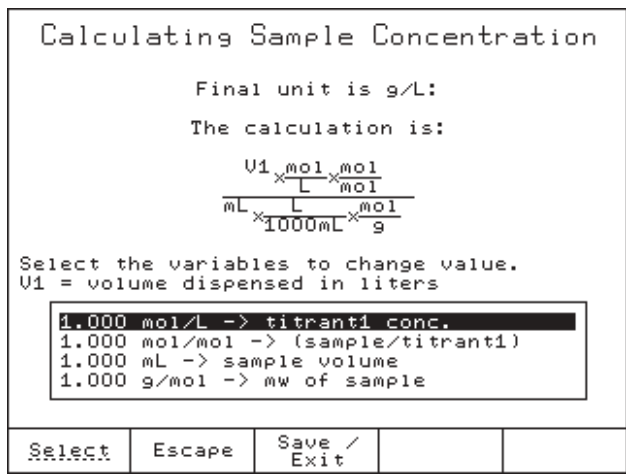 Calculating Sample Concentration
Final unit is g/L:
The calculation is:
V1 × mol/L × mol/mol
mL × L/1000mL × mol/g
Select the variables to change value.
V1 = volume dispensed in liters
1.000 mol/L -> titrant1 conc.
1.000 mol/mol -> (sample/titrant1)
1.000 mL -> sample volume
1.000 g/mol -> mw of sample
Select Escape Save / Exit